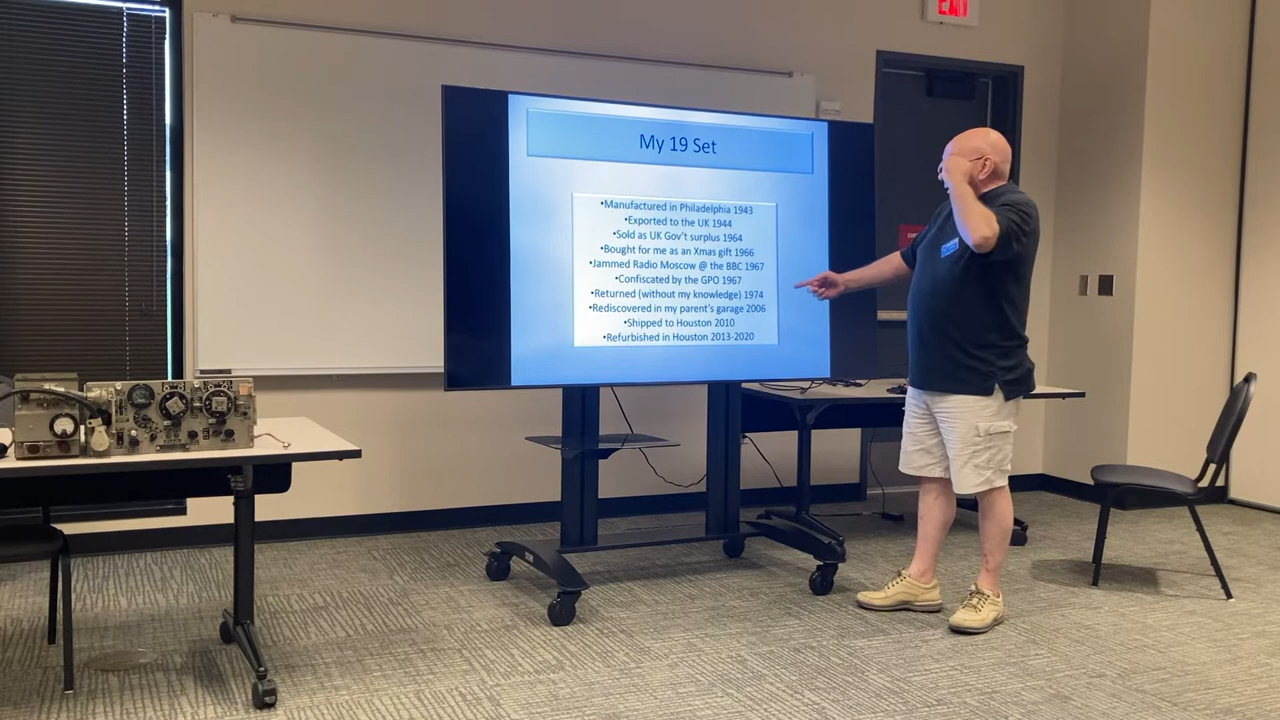 EXIT
My 19 Set
•Manufactured in Philadelphia 1943
•Exported to the UK 1944
•Sold as UK Gov't surplus 1964
•Bought for me as an Xmas gift 1966
•Jammed Radio Moscow @ the BBC 1967
•Confiscated by the GPO 1967
•Returned (without my knowledge) 1974
•Rediscovered in my parent's garage 2006
•Shipped to Houston 2010
•Refurbished in Houston 2013-2020